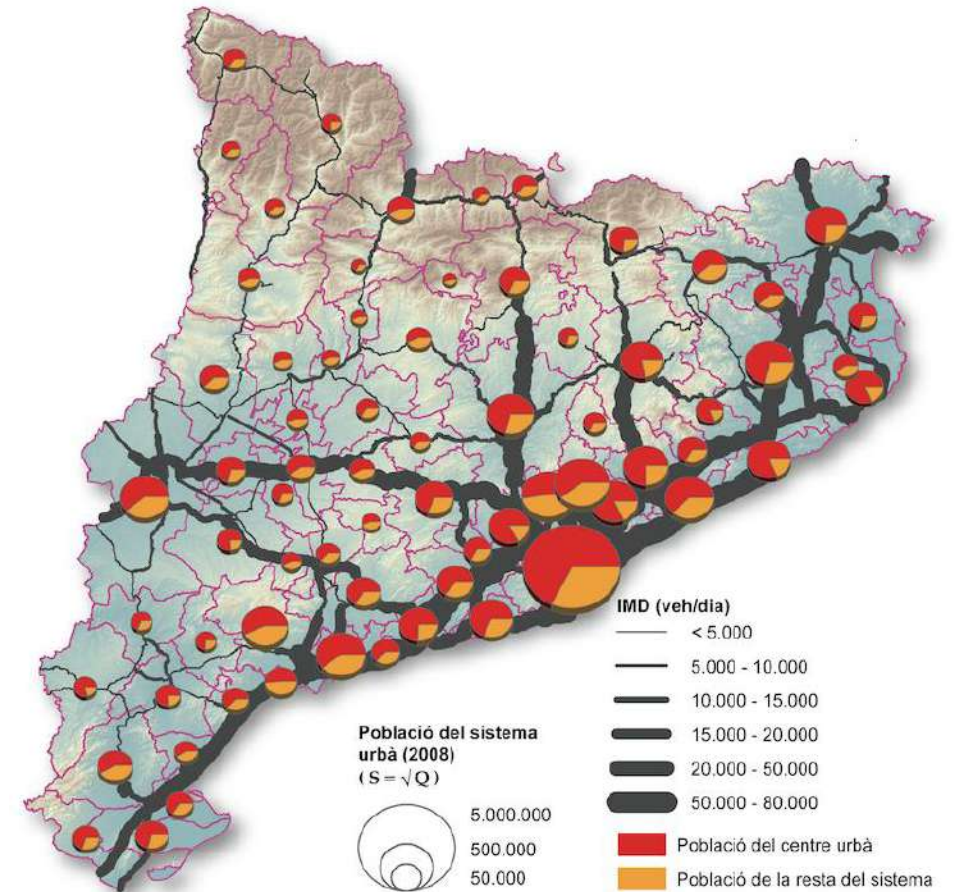 IMD (veh/dia)
< 5.000
5.000 - 10.000
10.000 - 15.000
15.000 - 20.000
20.000 - 50.000
50.000 - 80.000
Població del centre urbà
Població de la resta del sistema
Població del sistema
urbà (2008)
( S = √Q )
5.000.000
500.000
50.000